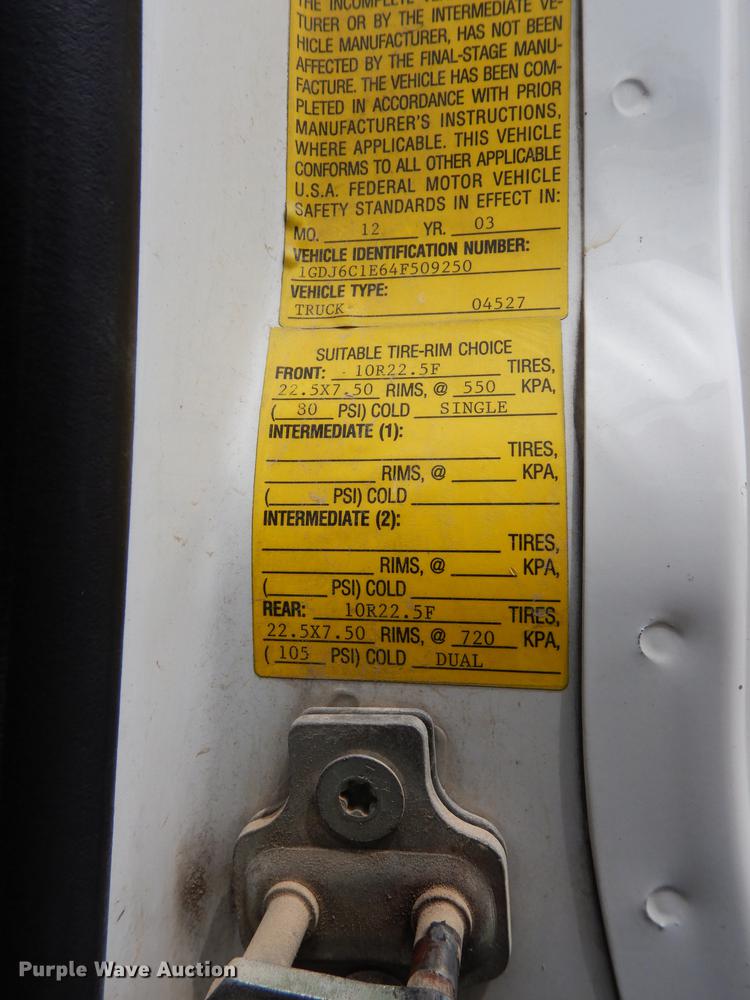 THE INCOMPLETE
TURER OR BY THE INTERMEDIATE VE-
HICLE MANUFACTURER, HAS NOT BEEN
AFFECTED BY THE FINAL-STAGE MANU-
FACTURE. THE VEHICLE HAS BEEN COM-
PLETED IN ACCORDANCE WITH PRIOR
MANUFACTURER'S INSTRUCTIONS,
WHERE APPLICABLE. THIS VEHICLE
CONFORMS TO ALL OTHER APPLICABLE
U.S.A. FEDERAL MOTOR VEHICLE
SAFETY STANDARDS IN EFFECT IN:
MO. 12 YR. 03
VEHICLE IDENTIFICATION NUMBER:
1GDJ6C1E64F509250
VEHICLE TYPE:
TRUCK 04527
SUITABLE TIRE-RIM CHOICE
FRONT: 10R22.5F TIRES,
22.5X7.50 RIMS, @ 550 KPA,
( 80 PSI) COLD SINGLE
INTERMEDIATE (1):
TIRES,
RIMS, @ KPA,
( PSI) COLD
INTERMEDIATE (2):
TIRES,
RIMS, @ KPA,
( PSI) COLD
REAR: 10R22.5F TIRES,
22.5X7.50 RIMS, @ 720 KPA,
( 105 PSI) COLD DUAL
Purple Wave Auction